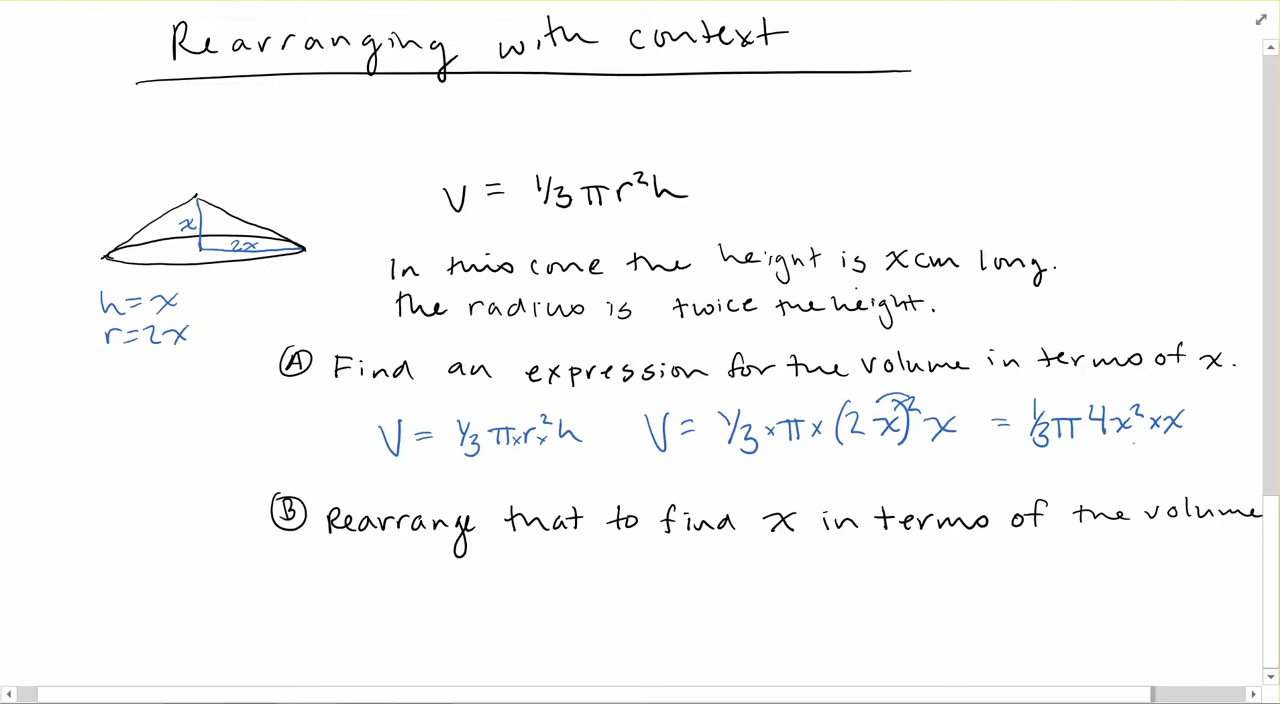 Rearranging with context
V = 1/3 πr²h
x
2x
In this cone the height is x cm long.
the radius is twice the height.
h = x
r = 2x
Ⓐ Find an expression for the volume in terms of x.
V = 1/3 π×r²×h V = 1/3 × π × (2x)² x = 1/3 π 4x² × x
Ⓑ Rearrange that to find x in terms of the volume